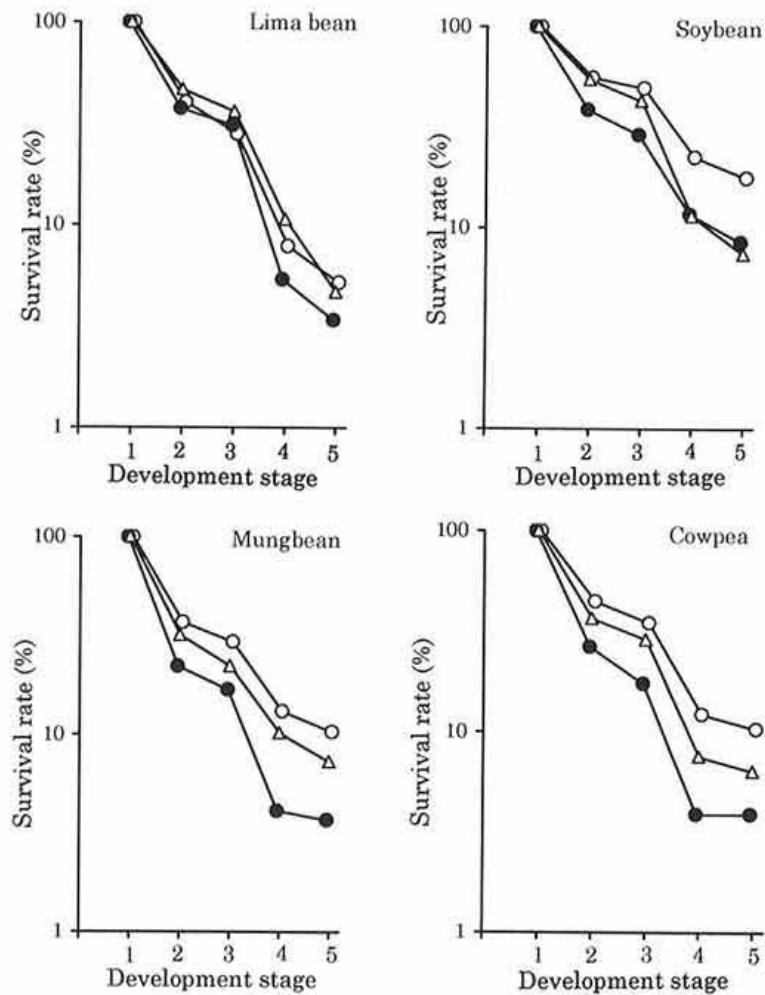 Lima bean
100
10
1
Survival rate (%)
1 2 3 4 5
Development stage
Soybean
100
10
1
Survival rate (%)
1 2 3 4 5
Development stage
Mungbean
100
10
1
Survival rate (%)
1 2 3 4 5
Development stage
Cowpea
100
10
1
Survival rate (%)
1 2 3 4 5
Development stage